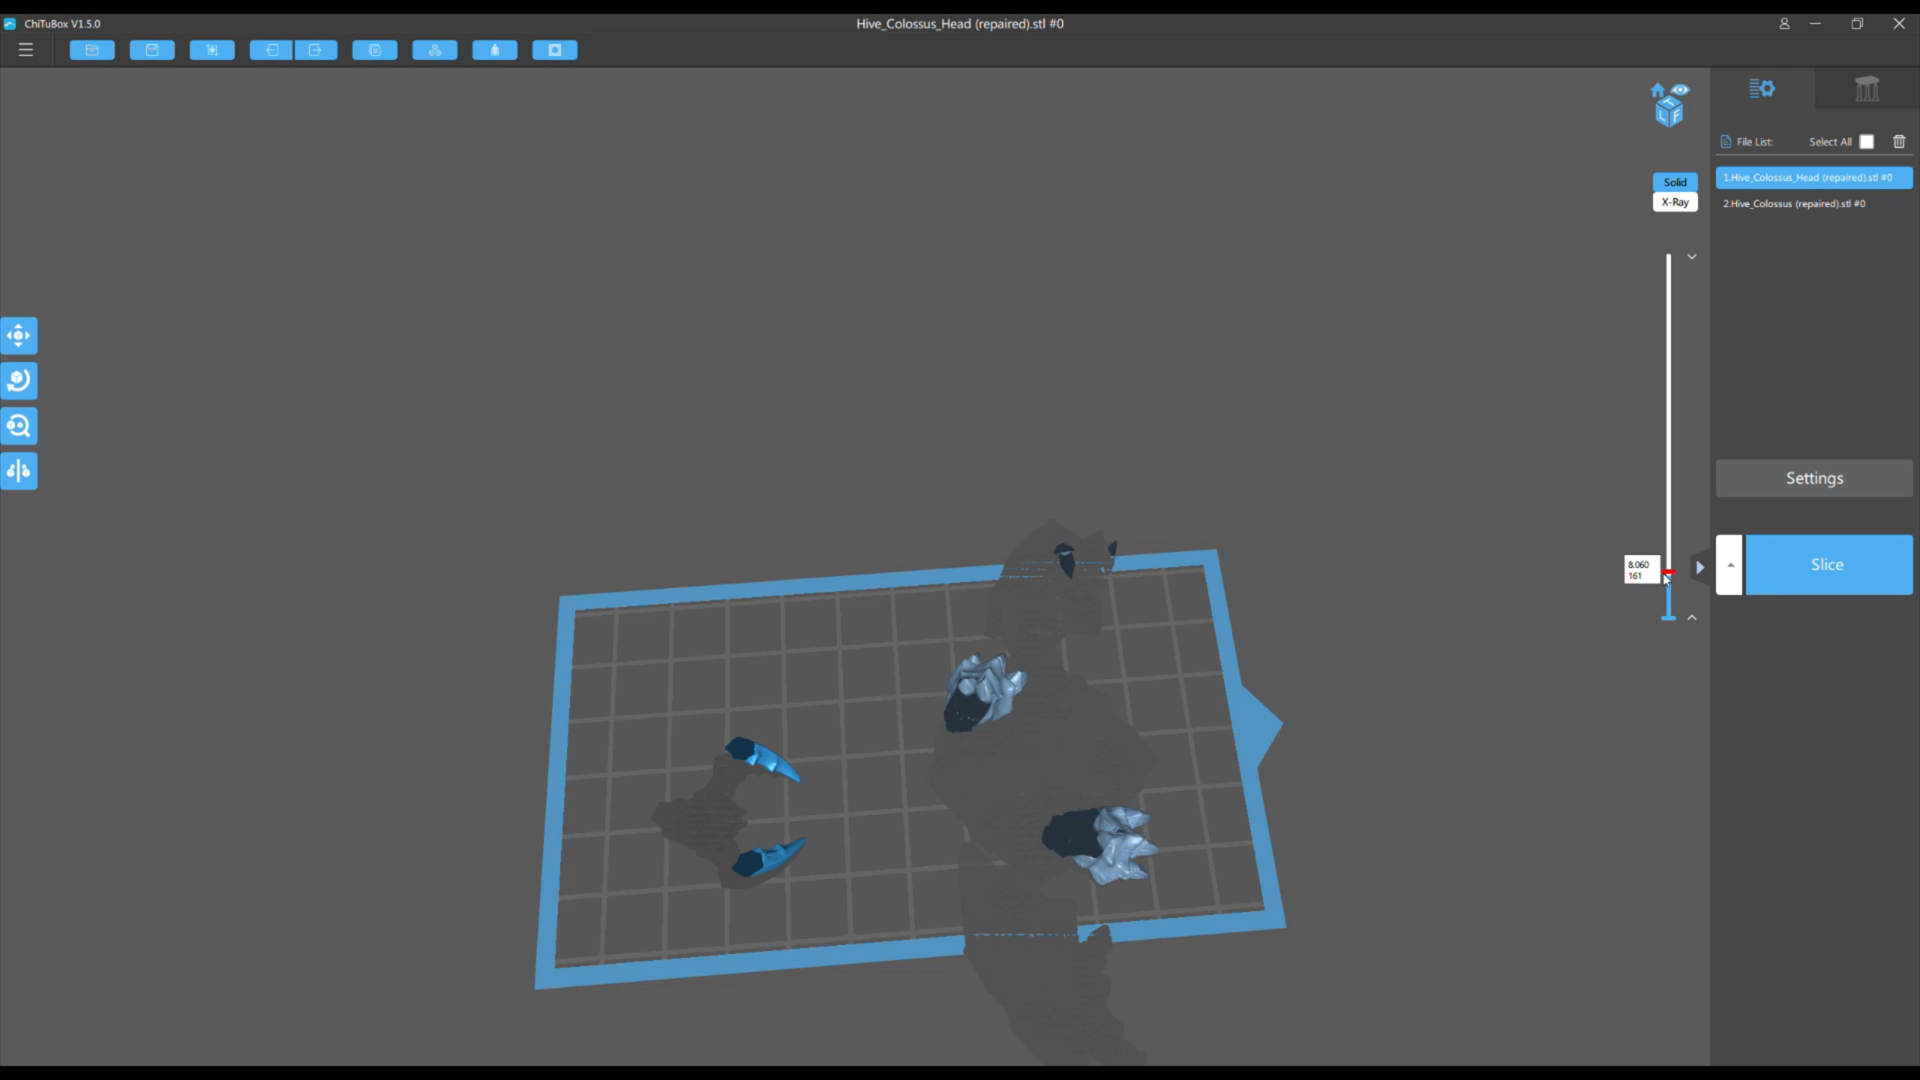 ChiTuBox V1.5.0
Hive_Colossus_Head (repaired).stl #0
T
L F
File List:
Select All
Solid
X-Ray
1.Hive_Colossus_Head (repaired).stl #0
2.Hive_Colossus (repaired).stl #0
Settings
8.060
161
Slice